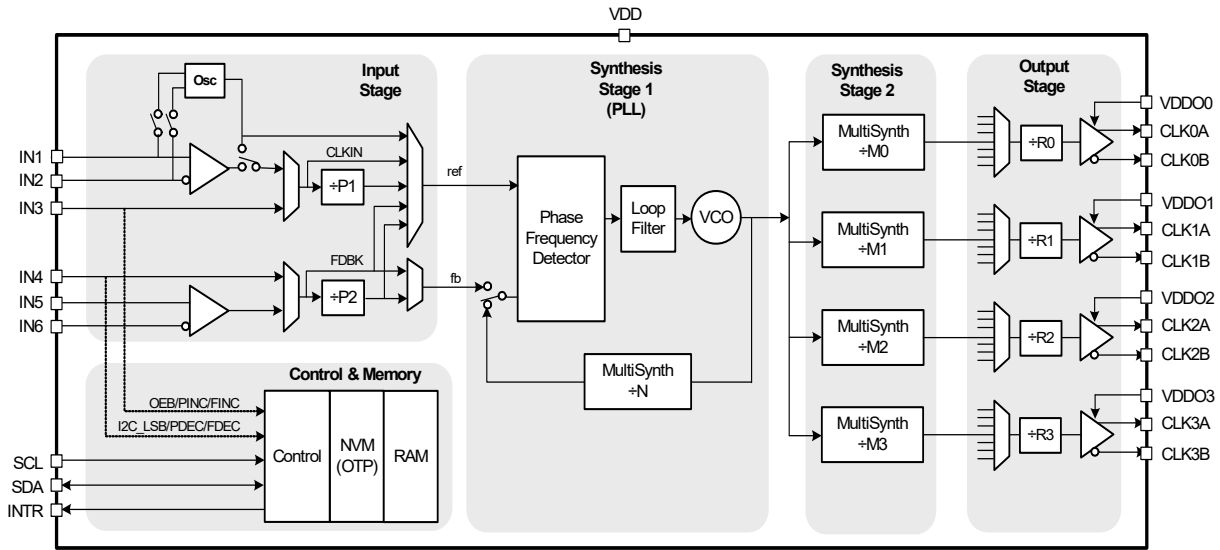 VDD
Input
Stage
Osc
IN1
IN2
IN3
IN4
IN5
IN6
CLKIN
÷P1
FDBK
÷P2
ref
fb
Synthesis
Stage 1
(PLL)
Phase
Frequency
Detector
Loop
Filter
VCO
MultiSynth
÷N
Synthesis
Stage 2
MultiSynth
÷M0
MultiSynth
÷M1
MultiSynth
÷M2
MultiSynth
÷M3
Output
Stage
÷R0
÷R1
÷R2
÷R3
VDDO0
CLK0A
CLK0B
VDDO1
CLK1A
CLK1B
VDDO2
CLK2A
CLK2B
VDDO3
CLK3A
CLK3B
Control & Memory
OEB/PINC/FINC
I2C_LSB/PDEC/FDEC
Control
NVM
(OTP)
RAM
SCL
SDA
INTR